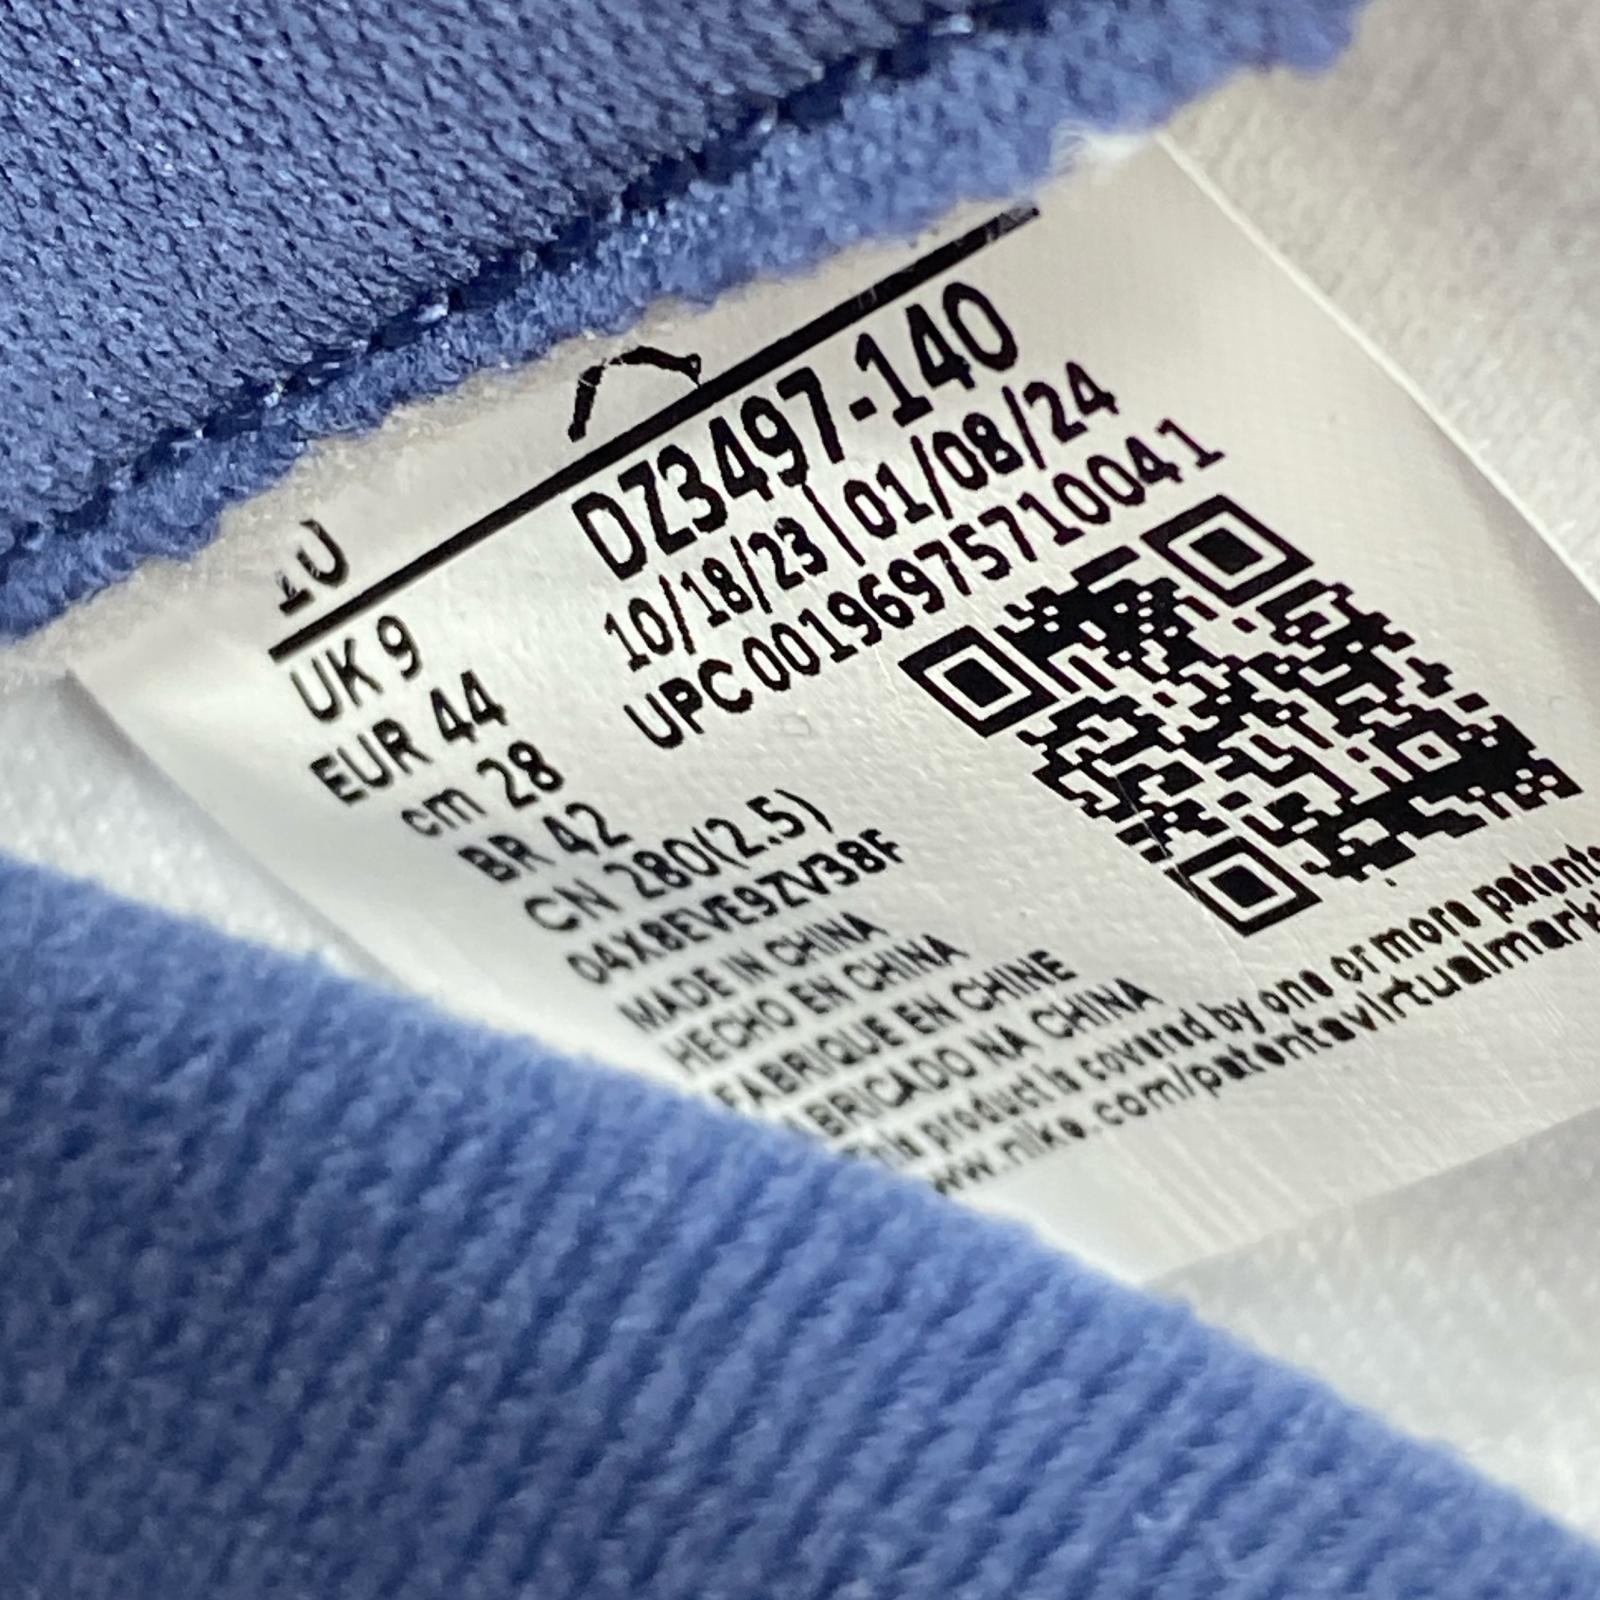 10
DZ3497-140
10/18/23 | 01/08/24
UPC 00196975710041
UK 9
EUR 44
cm 28
BR 42
CN 280(2.5)
04X8EVE9ZV38F
MADE IN CHINA
HECHO EN CHINA
FABRIQUE EN CHINE
ABRICADO NA CHINA
This product is covered by one or more patents
www.nike.com/patentavirtualmark